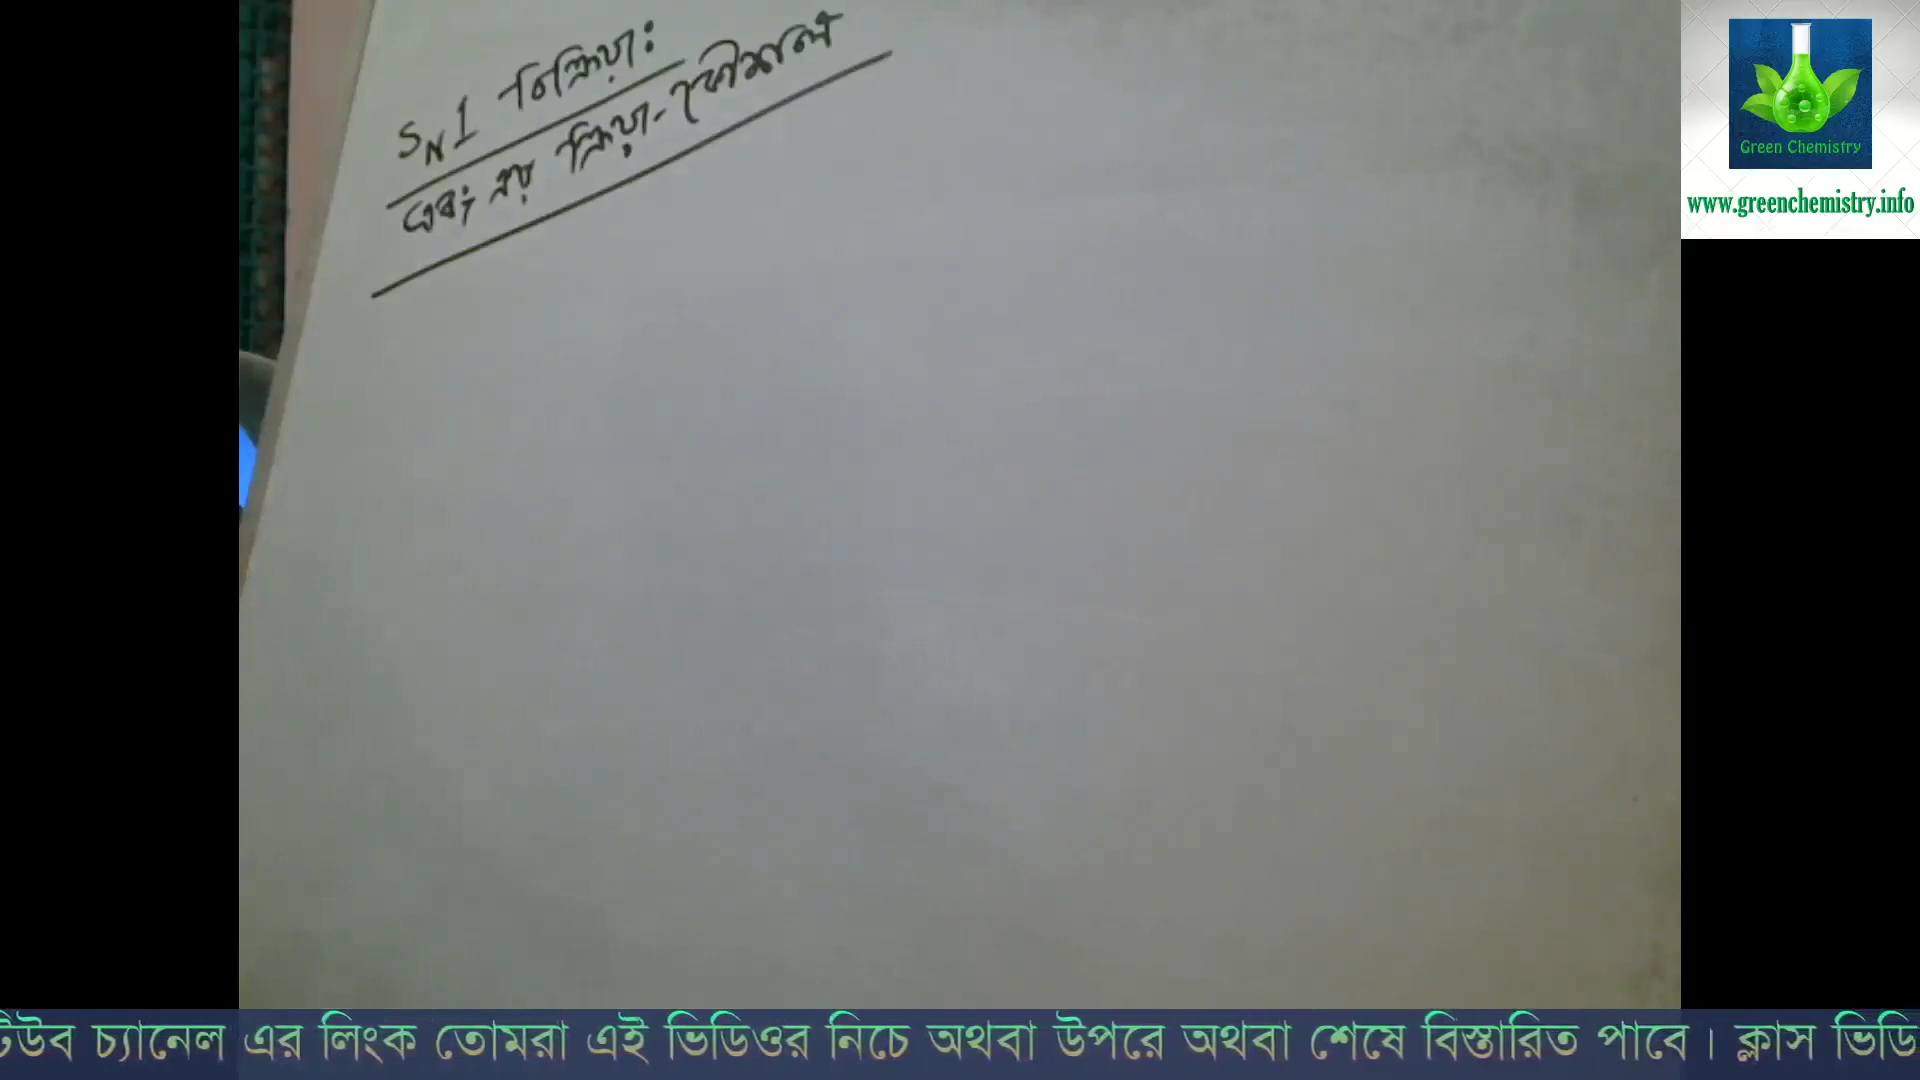 SN1 বিক্রিয়া:
এবং এর ক্রিয়া-কৌশল
Green Chemistry
www.greenchemistry.info
টিউব চ্যানেল এর লিংক তোমরা এই ভিডিওর নিচে অথবা উপরে অথবা শেষে বিস্তারিত পাবে। ক্লাস ভিডি